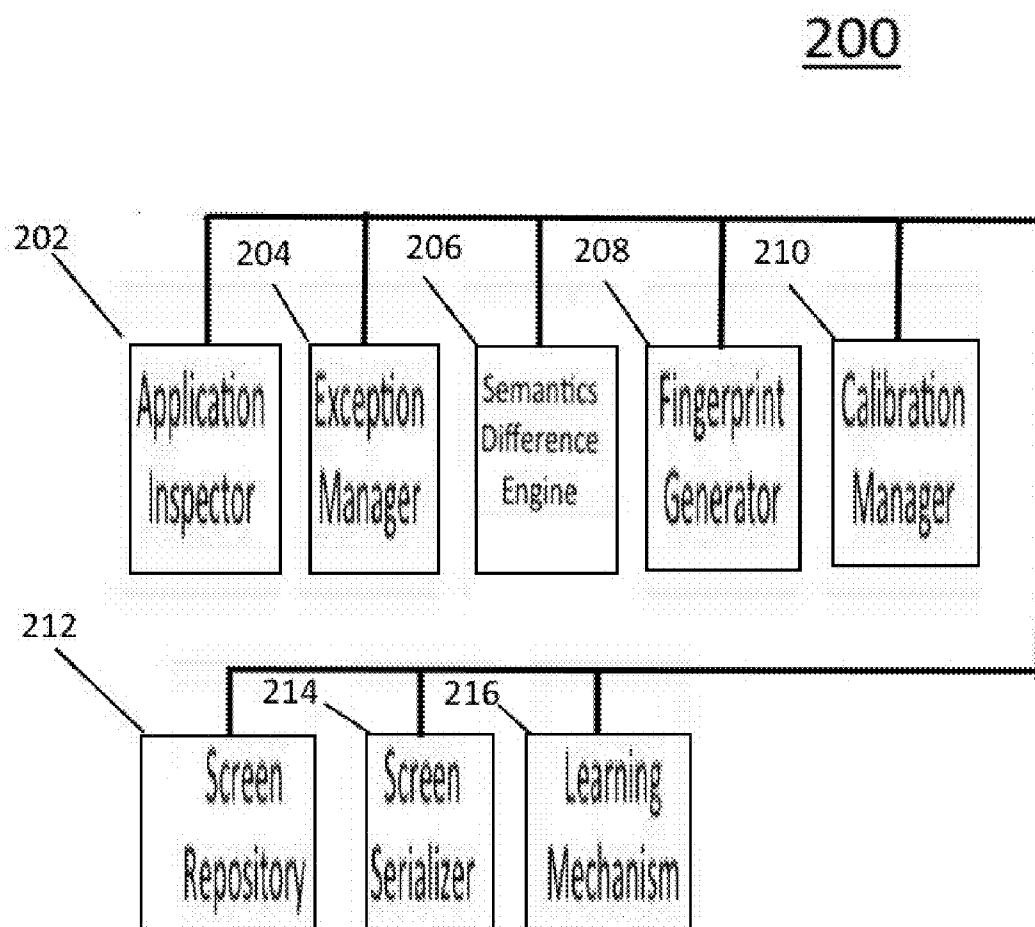 200
202
204
206
208
210
Application
Inspector
Exception
Manager
Semantics
Difference
Engine
Fingerprint
Generator
Calibration
Manager
212
214
216
Screen
Repository
Screen
Serializer
Learning
Mechanism